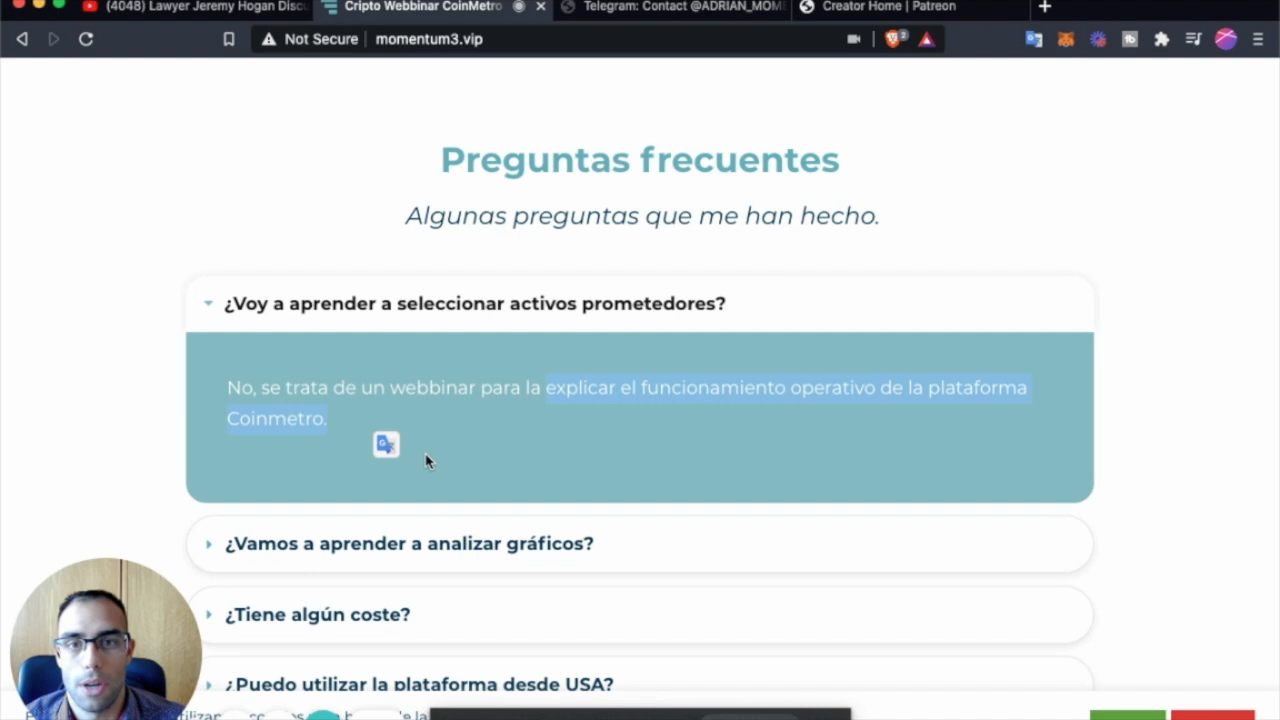 (4048) Lawyer Jeremy Hogan Discu
Cripto Webbinar CoinMetro
Telegram: Contact @ADRIAN_MOM
Creator Home | Patreon
Not Secure
momentum3.vip
2
Preguntas frecuentes
Algunas preguntas que me han hecho.
¿Voy a aprender a seleccionar activos prometedores?
No, se trata de un webbinar para la explicar el funcionamiento operativo de la plataforma
Coinmetro.
¿Vamos a aprender a analizar gráficos?
¿Tiene algún coste?
¿Puedo utilizar la plataforma desde USA?